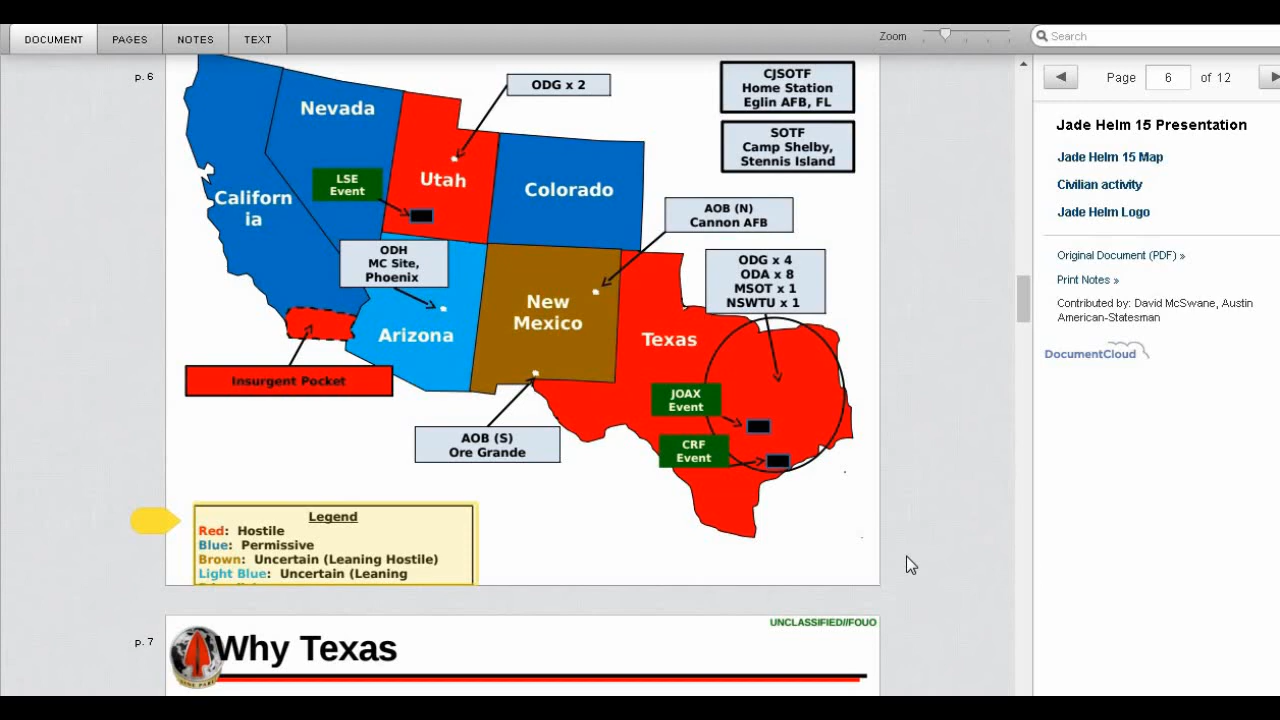 DOCUMENT
PAGES
NOTES
TEXT
Zoom
Search
p. 6
ODG x 2
CJSOTF
Home Station
Eglin AFB, FL
SOTF
Camp Shelby,
Stennis Island
Nevada
Utah
LSE
Event
Colorado
Californ
ia
AOB (N)
Cannon AFB
ODH
MC Site,
Phoenix
ODG x 4
ODA x 8
MSOT x 1
NSWTU x 1
New
Mexico
Arizona
Texas
Insurgent Pocket
JOAX
Event
CRF
Event
AOB (S)
Ore Grande
Legend
Red: Hostile
Blue: Permissive
Brown: Uncertain (Leaning Hostile)
Light Blue: Uncertain (Leaning
p. 7
UNCLASSIFIED//FOUO
Why Texas
Page 6 of 12
Jade Helm 15 Presentation
Jade Helm 15 Map
Civilian activity
Jade Helm Logo
Original Document (PDF) »
Print Notes »
Contributed by: David McSwane, Austin
American-Statesman
DocumentCloud